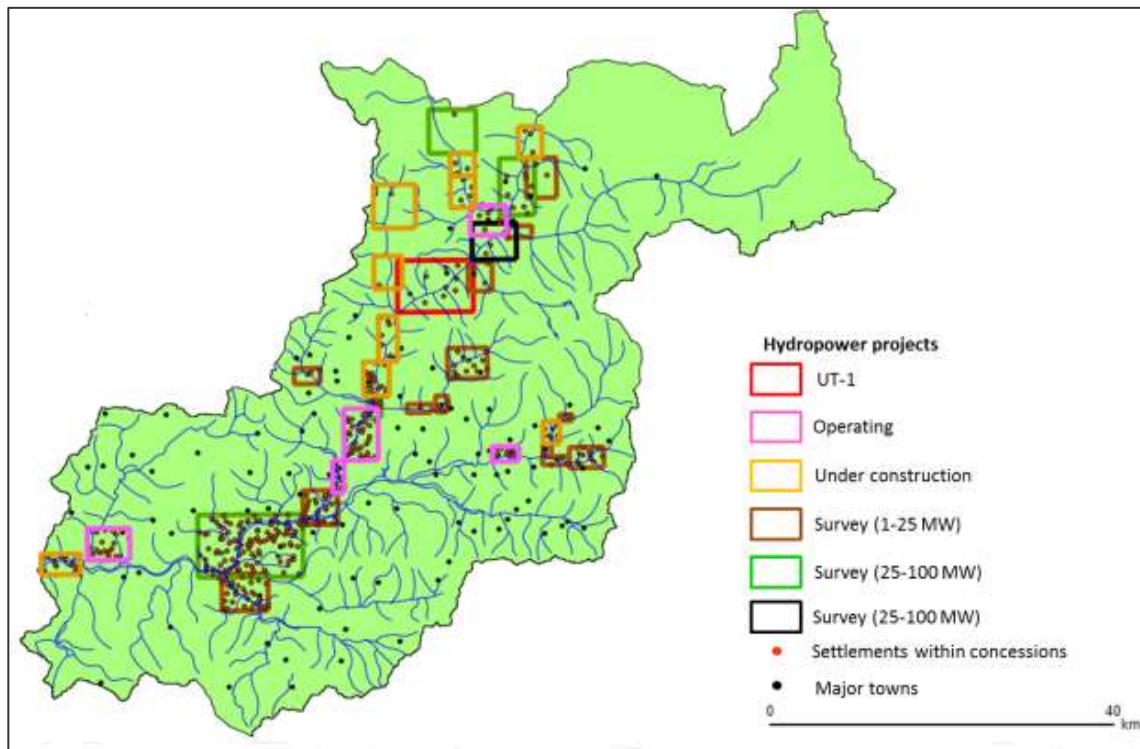 Hydropower projects
UT-1
Operating
Under construction
Survey (1-25 MW)
Survey (25-100 MW)
Survey (25-100 MW)
Settlements within concessions
Major towns
0
40
km